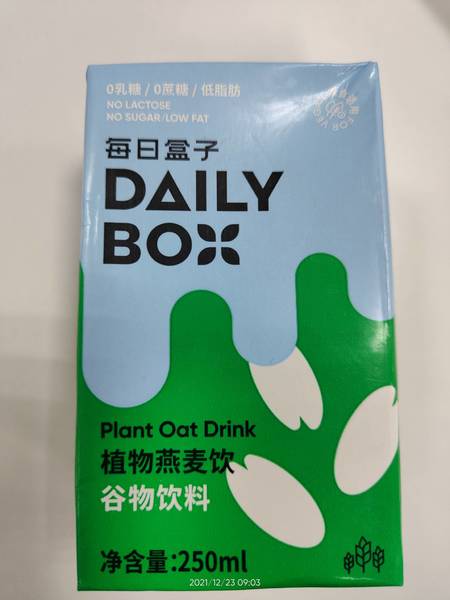 0乳糖 / 0蔗糖 / 低脂肪
NO LACTOSE
NO SUGAR/LOW FAT
每日盒子
DAILY
BOX
Plant Oat Drink
植物燕麦饮
谷物饮料
净含量:250ml
2021/12/23 09:03